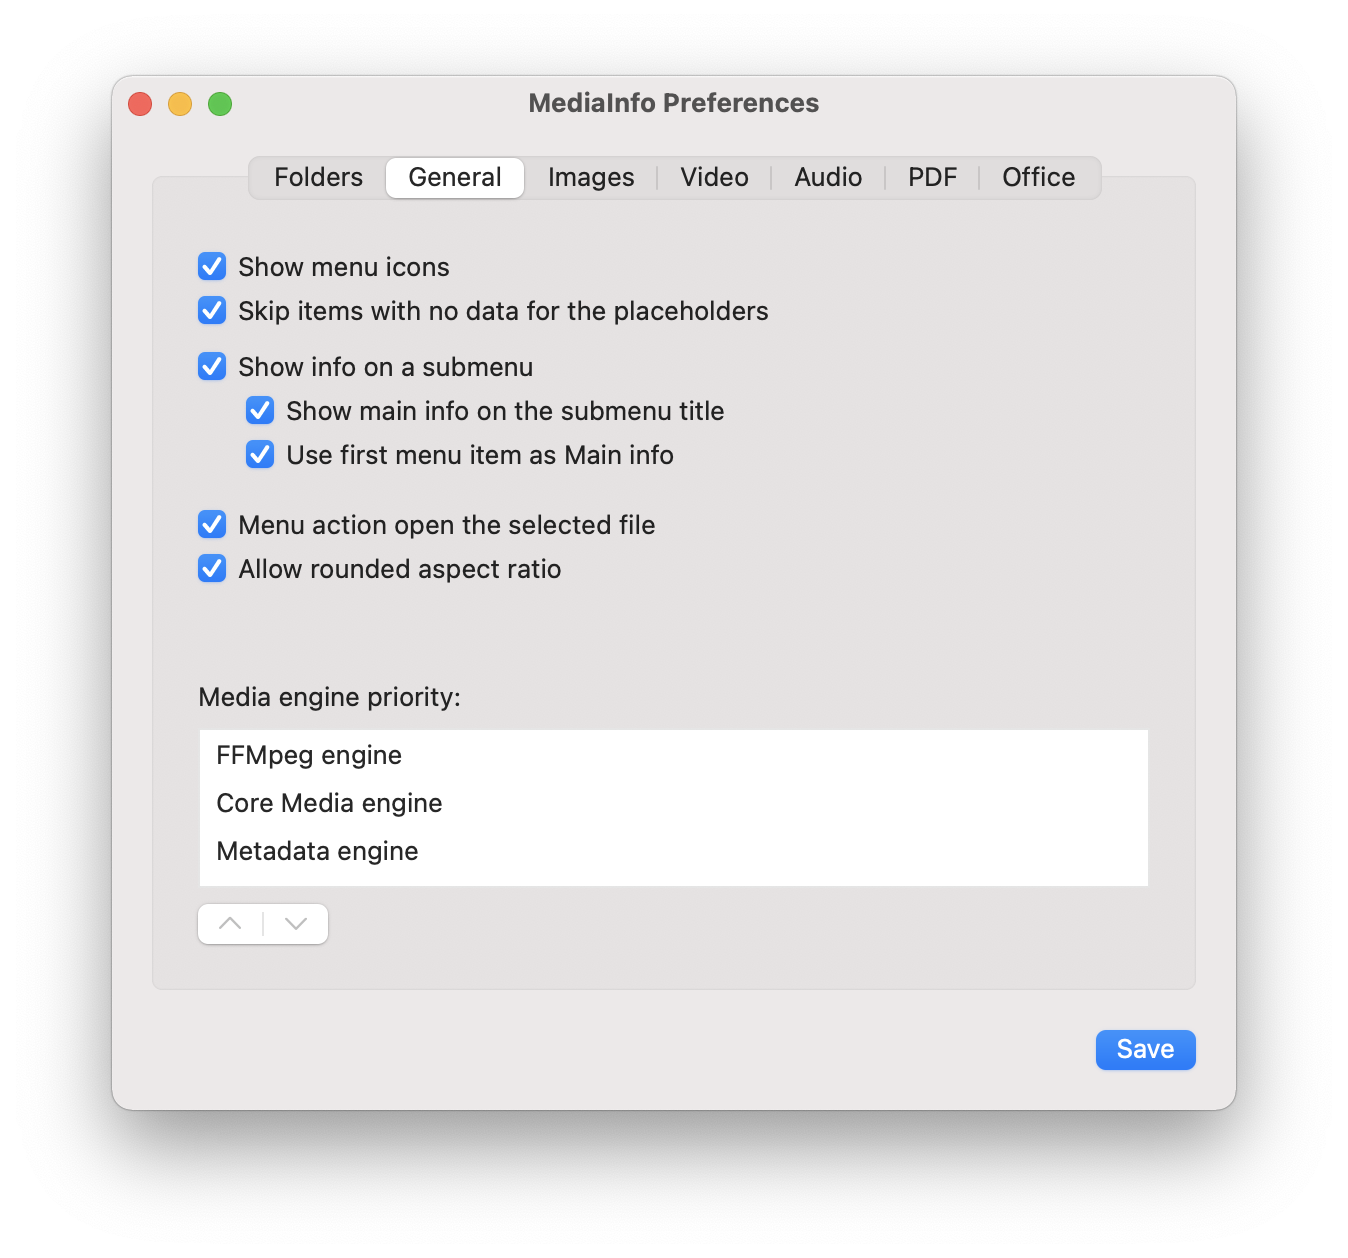 MediaInfo Preferences
Folders General Images Video Audio PDF Office
Show menu icons
Skip items with no data for the placeholders
Show info on a submenu
Show main info on the submenu title
Use first menu item as Main info
Menu action open the selected file
Allow rounded aspect ratio
Media engine priority:
FFMpeg engine
Core Media engine
Metadata engine
Save